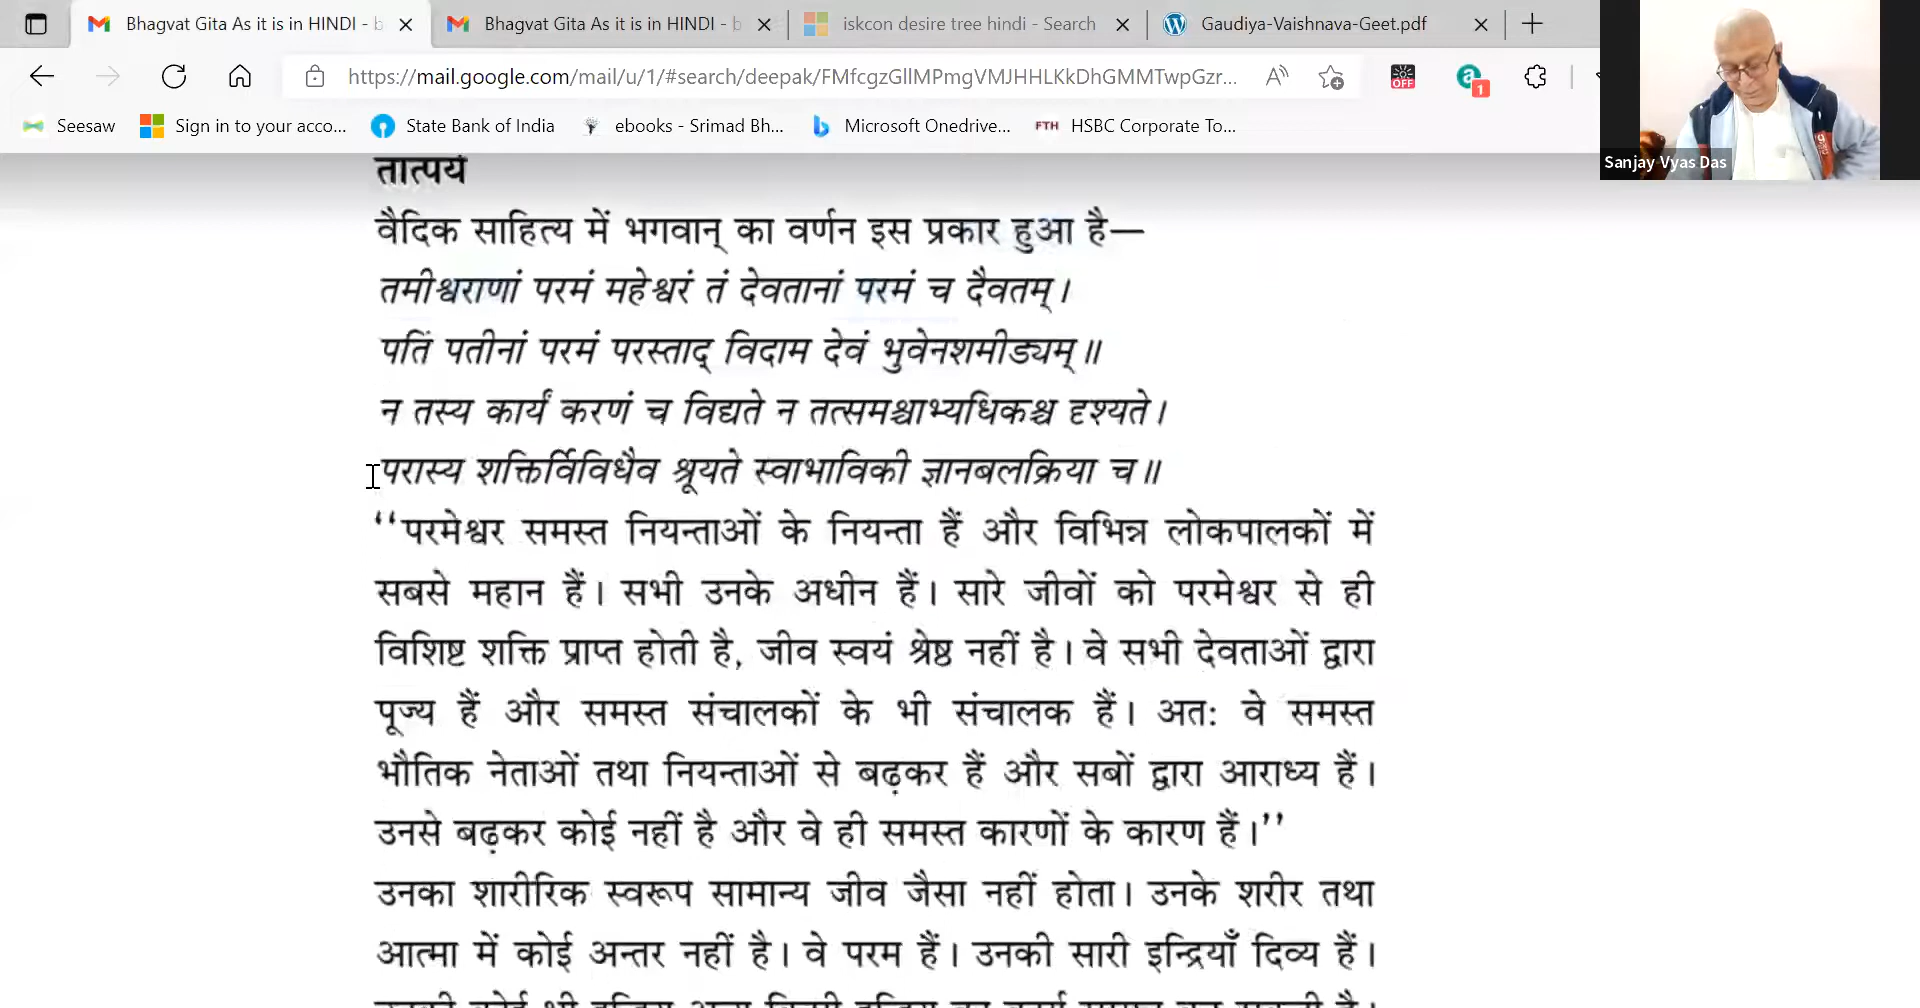 Bhagvat Gita As it is in HINDI - b
Bhagvat Gita As it is in HINDI - b
iskcon desire tree hindi - Search
Gaudiya-Vaishnava-Geet.pdf
https://mail.google.com/mail/u/1/#search/deepak/FMfcgzGllMPmgVMJHHLKkDhGMMTwpGzr...
OFF
a
1
Seesaw
Sign in to your acco...
State Bank of India
ebooks - Srimad Bh...
Microsoft Onedrive...
FTH HSBC Corporate To...
Sanjay Vyas Das
तात्पर्य
वैदिक साहित्य में भगवान् का वर्णन इस प्रकार हुआ है—
तमीश्वराणां परमं महेश्वरं तं देवतानां परमं च दैवतम्।
पतिं पतीनां परमं परस्ताद् विदाम देवं भुवेनशमीड्यम्॥
न तस्य कार्यं करणं च विद्यते न तत्समश्चाभ्यधिकश्च दृश्यते।
परास्य शक्तिर्विविधैव श्रूयते स्वाभाविकी ज्ञानबलक्रिया च॥
‘‘परमेश्वर समस्त नियन्ताओं के नियन्ता हैं और विभिन्न लोकपालकों में
सबसे महान हैं। सभी उनके अधीन हैं। सारे जीवों को परमेश्वर से ही
विशिष्ट शक्ति प्राप्त होती है, जीव स्वयं श्रेष्ठ नहीं है। वे सभी देवताओं द्वारा
पूज्य हैं और समस्त संचालकों के भी संचालक हैं। अतः वे समस्त
भौतिक नेताओं तथा नियन्ताओं से बढ़कर हैं और सबों द्वारा आराध्य हैं।
उनसे बढ़कर कोई नहीं है और वे ही समस्त कारणों के कारण हैं।’’
उनका शारीरिक स्वरूप सामान्य जीव जैसा नहीं होता। उनके शरीर तथा
आत्मा में कोई अन्तर नहीं है। वे परम हैं। उनकी सारी इन्द्रियाँ दिव्य हैं।